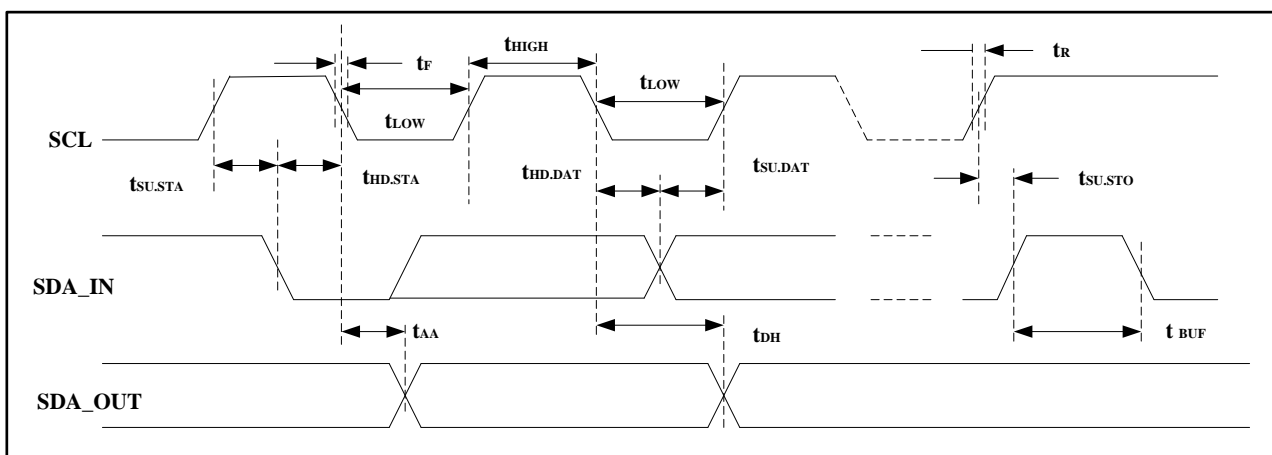 tHIGH
tF
tR
tLOW
tLOW
SCL
tSU.STA
tHD.STA
tHD.DAT
tSU.DAT
tSU.STO
SDA_IN
tAA
tDH
t BUF
SDA_OUT